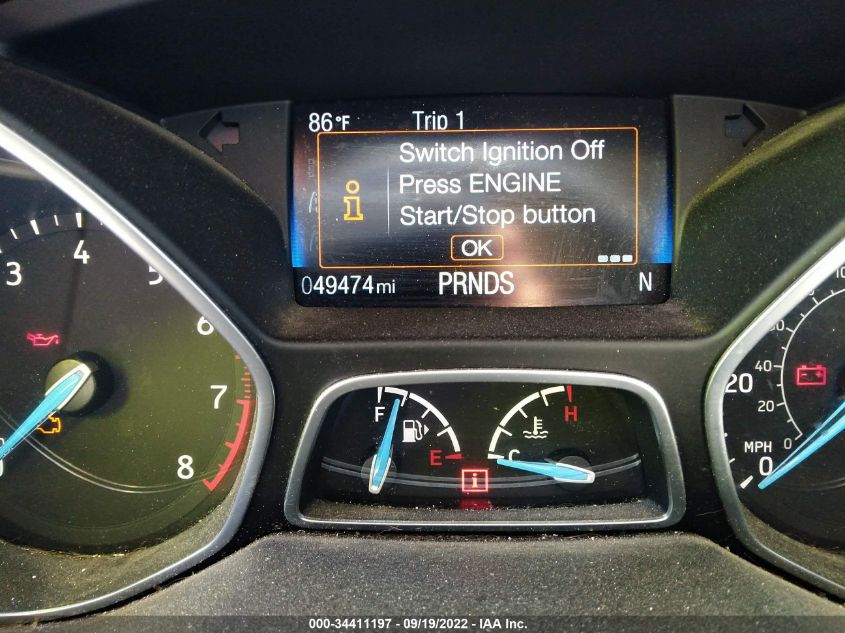 86°F Trip 1
Switch Ignition Off
Press ENGINE
Start/Stop button
OK
049474mi PRNDS N
3 4 5 6 7 8
F E
C H
20
40
20
0
MPH 0
000-34411197 - 09/19/2022 - IAA Inc.